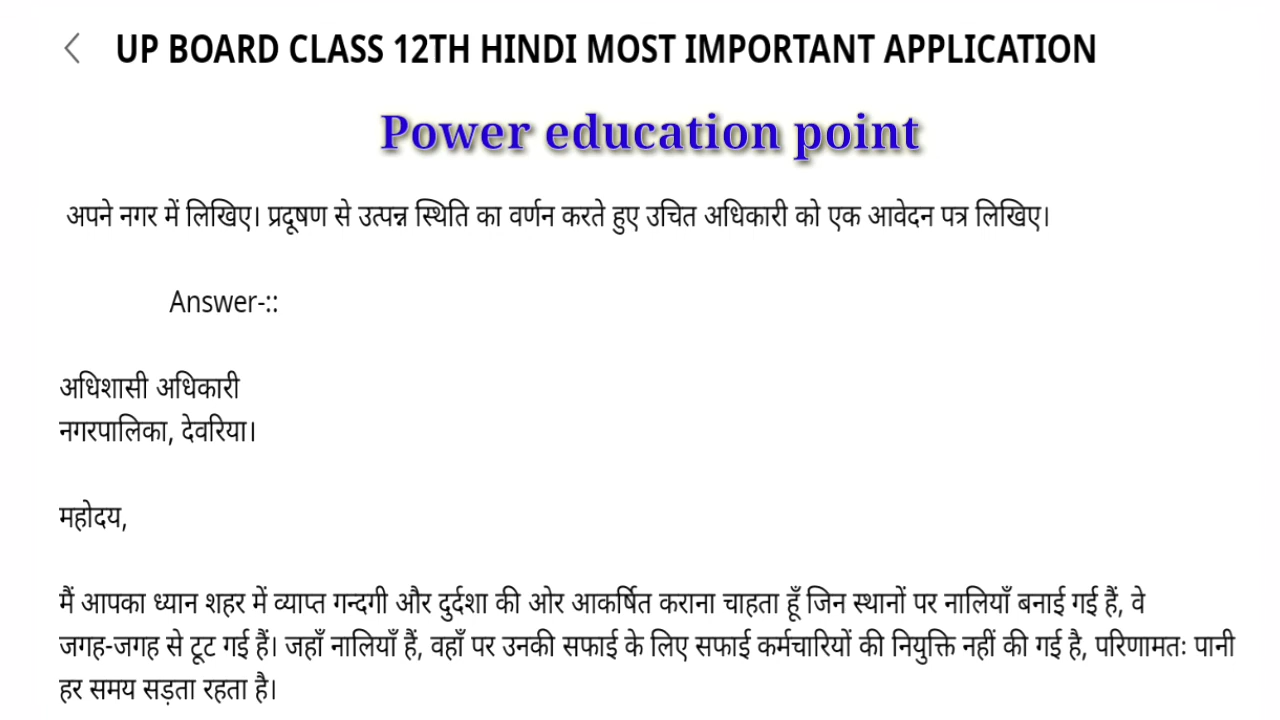 UP BOARD CLASS 12TH HINDI MOST IMPORTANT APPLICATION
Power education point
अपने नगर में लिखिए। प्रदूषण से उत्पन्न स्थिति का वर्णन करते हुए उचित अधिकारी को एक आवेदन पत्र लिखिए।
Answer-::
अधिशासी अधिकारी
नगरपालिका, देवरिया।
महोदय,
मैं आपका ध्यान शहर में व्याप्त गन्दगी और दुर्दशा की ओर आकर्षित कराना चाहता हूँ जिन स्थानों पर नालियाँ बनाई गई हैं, वे
जगह-जगह से टूट गई हैं। जहाँ नालियाँ हैं, वहाँ पर उनकी सफाई के लिए सफाई कर्मचारियों की नियुक्ति नहीं की गई है, परिणामतः पानी
हर समय सड़ता रहता है।